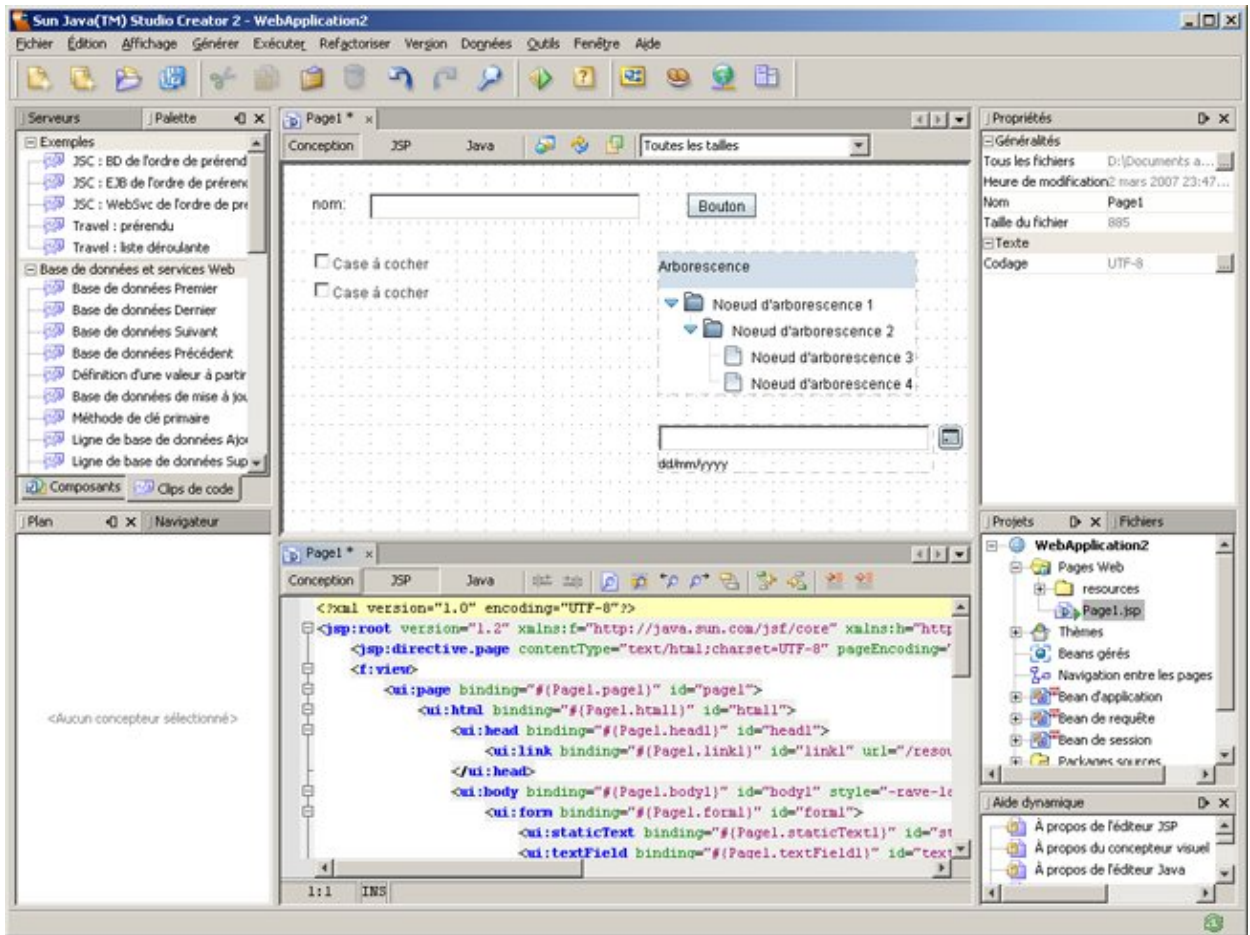 Sun Java(TM) Studio Creator 2 - WebApplication2
Fichier Édition Affichage Générer Exécuter Refactoriser Version Données Outils Fenêtre Aide
Serveurs Palette
Exemples
JSC : BD de l'ordre de prérend
JSC : EJB de l'ordre de préren
JSC : WebSvc de l'ordre de pre
Travel : prérendu
Travel : liste déroulante
Base de données et services Web
Base de données Premier
Base de données Dernier
Base de données Suivant
Base de données Précédent
Définition d'une valeur à partir
Base de données de mise à jou
Méthode de clé primaire
Ligne de base de données Ajou
Ligne de base de données Sup
Composants Clips de code
Plan Navigateur
<Aucun concepteur sélectionné>
Page1 *
Conception JSP Java Toutes les tailles
nom: Bouton
Case à cocher
Case à cocher
Arborescence
Noeud d'arborescence 1
Noeud d'arborescence 2
Noeud d'arborescence 3
Noeud d'arborescence 4
dd/mm/yyyy
Page1 *
Conception JSP Java
<?xml version="1.0" encoding="UTF-8"?>
<jsp:root version="1.2" xmlns:f="http://java.sun.com/jsf/core" xmlns:h="http
<jsp:directive.page contentType="text/html;charset=UTF-8" pageEncoding="
<f:view>
<ui:page binding="#{Page1.page1}" id="page1">
<ui:html binding="#{Page1.html1}" id="html1">
<ui:head binding="#{Page1.head1}" id="head1">
<ui:link binding="#{Page1.link1}" id="link1" url="/resou
</ui:head>
<ui:body binding="#{Page1.body1}" id="body1" style="-rave-la
<ui:form binding="#{Page1.form1}" id="form1">
<ui:staticText binding="#{Page1.staticText1}" id="st
<ui:textField binding="#{Page1.textField1}" id="text
1:1 INS
Propriétés
Généralités
Tous les fichiers D:\Documents a... ...
Heure de modification 2 mars 2007 23:47...
Nom Page1
Taille du fichier 885
Texte
Codage UTF-8 ...
Projets Fichiers
WebApplication2
Pages Web
resources
Page1.jsp
Thèmes
Beans gérés
Navigation entre les pages
Bean d'application
Bean de requête
Bean de session
Packages sources
Aide dynamique
À propos de l'éditeur JSP
À propos du concepteur visuel
À propos de l'éditeur Java